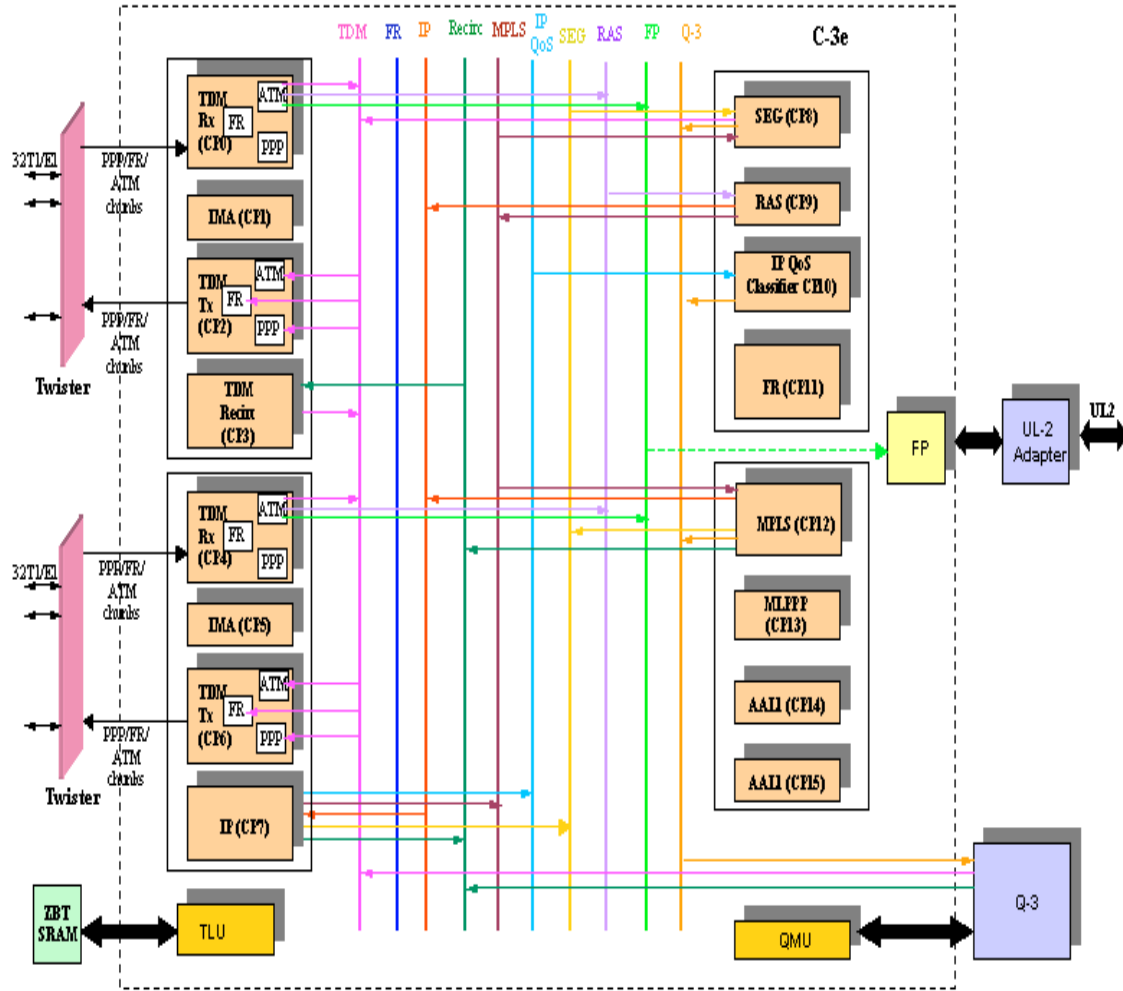 TDM FR IP Recirc MPLS IP QoS SEG RAS FP Q-3
C-3e
TDM Rx (CP0)
ATM
FR
PPP
32T1/E1
PPP/FR/
ATM
chunks
IMA (CP1)
TDM Tx (CP2)
ATM
FR
PPP
PPP/FR/
ATM
chunks
Twister
TDM
Recirc
(CP3)
SEG (CP8)
RAS (CP9)
IP QoS
Classifier CP10)
FR (CP11)
FP
UL-2
Adapter
UL2
TDM Rx (CP4)
ATM
FR
PPP
32T1/E1
PPP/FR/
ATM
chunks
IMA (CP5)
TDM Tx (CP6)
ATM
FR
PPP
PPP/FR/
ATM
chunks
Twister
IP (CP7)
MPLS (CP12)
MLPPP
(CP13)
AAL1 (CP14)
AAL1 (CP15)
ZBT
SRAM
TLU
QMU
Q-3